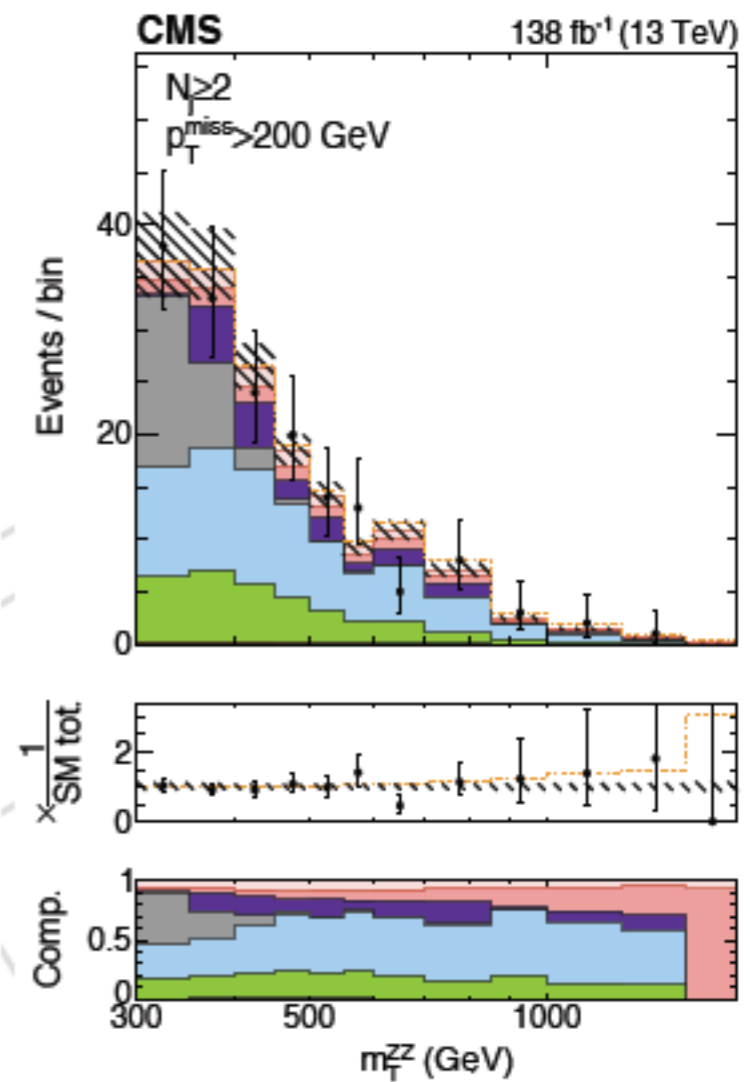 CMS 138 fb⁻¹ (13 TeV)
Nⱼ≥2
p_T^miss>200 GeV
Events / bin
40
20
0
× 1/SM tot.
2
0
Comp.
1
0.5
0
300 500 1000
m_T^ZZ (GeV)